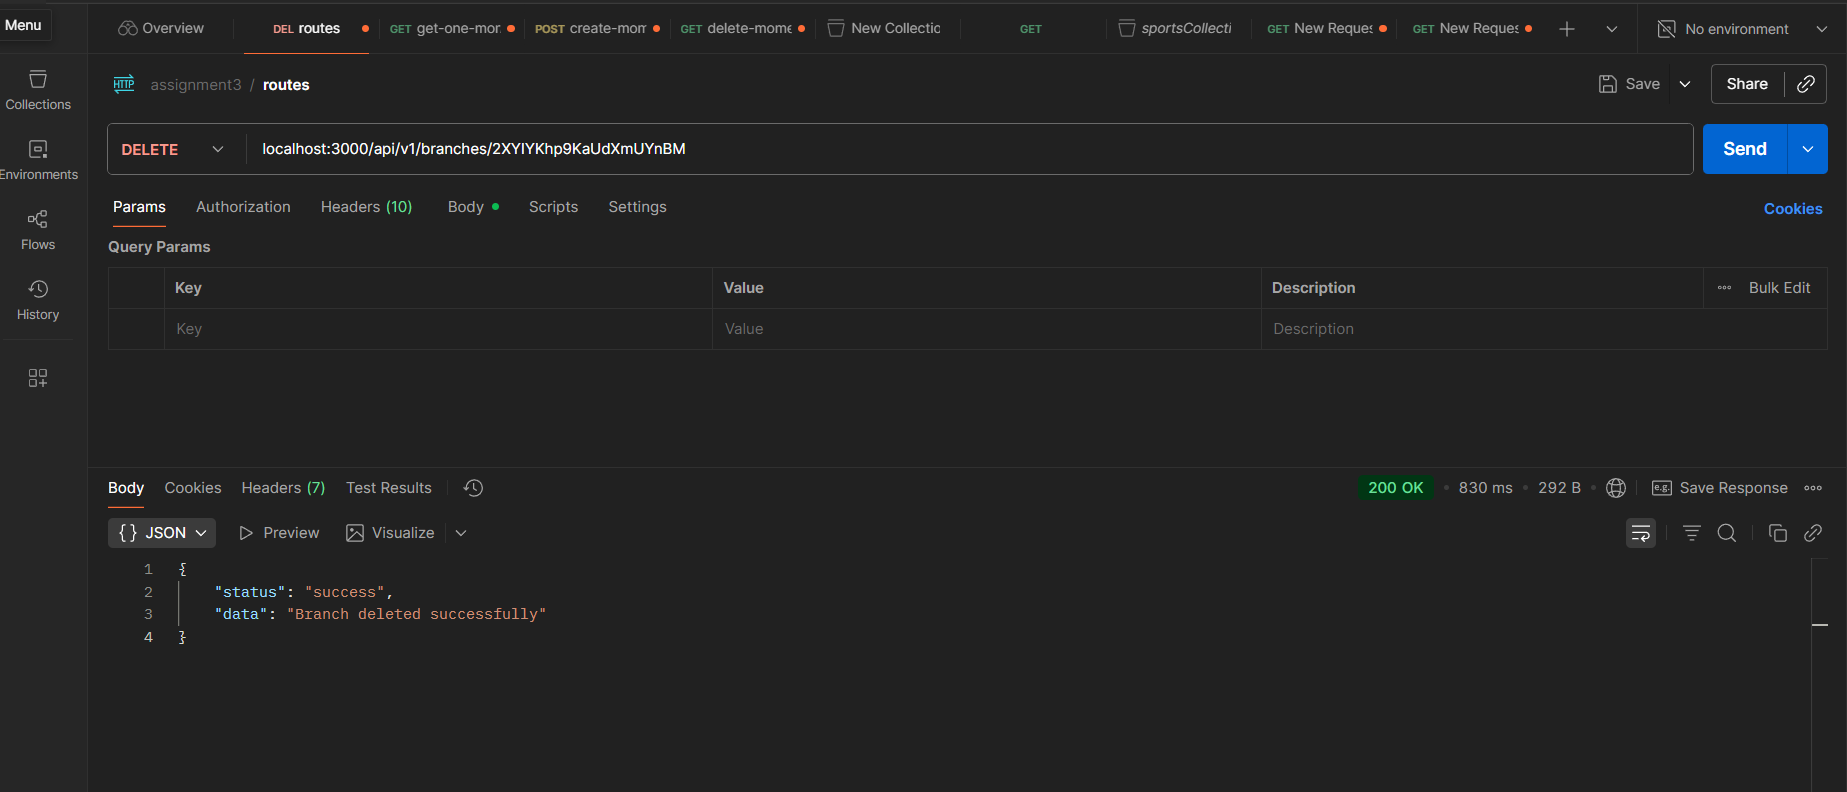 Menu
Overview
DEL routes
GET get-one-mor
POST create-mom
GET delete-mome
New Collectic
GET
sportsCollecti
GET New Reques
GET New Reques
No environment
Collections
Environments
Flows
History
HTTP assignment3 / routes
Save
Share
DELETE
localhost:3000/api/v1/branches/2XYIYKhp9KaUdXmUYnBM
Send
Params Authorization Headers (10) Body Scripts Settings
Cookies
Query Params
Key Value Description Bulk Edit
Key Value Description
Body Cookies Headers (7) Test Results
200 OK • 830 ms • 292 B
e.g. Save Response
{} JSON Preview Visualize
1 {
2 "status": "success",
3 "data": "Branch deleted successfully"
4 }